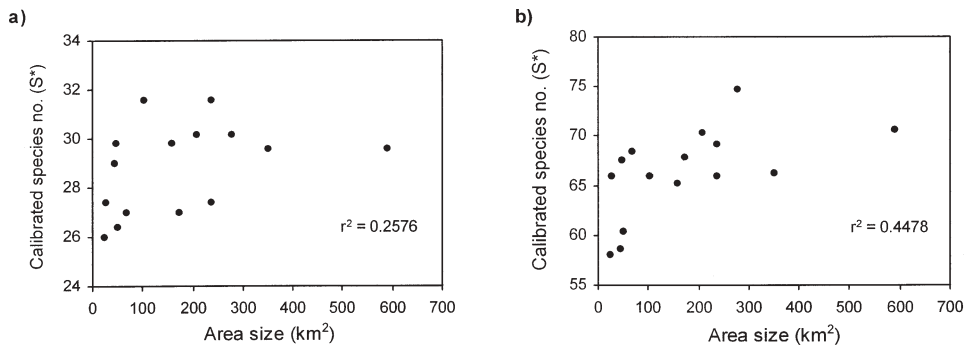 a)
Calibrated species no. (S*)
34
32
30
28
26
24
r² = 0.2576
0 100 200 300 400 500 600 700
Area size (km²)
b)
Calibrated species no. (S*)
80
75
70
65
60
55
r² = 0.4478
0 100 200 300 400 500 600 700
Area size (km²)